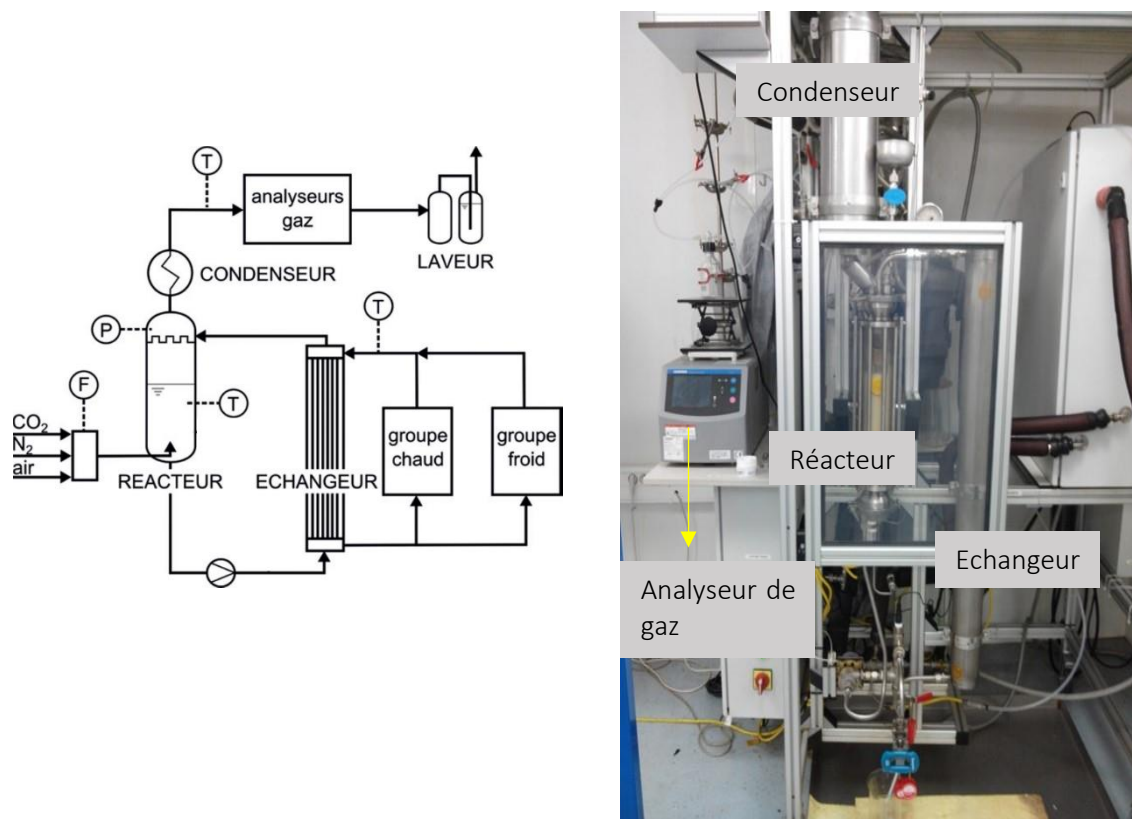 T
analyseurs
gaz
LAVEUR
CONDENSEUR
P
T
F
T
CO₂
N₂
air
REACTEUR
ECHANGEUR
groupe
chaud
groupe
froid
Condenseur
Réacteur
Echangeur
Analyseur de
gaz